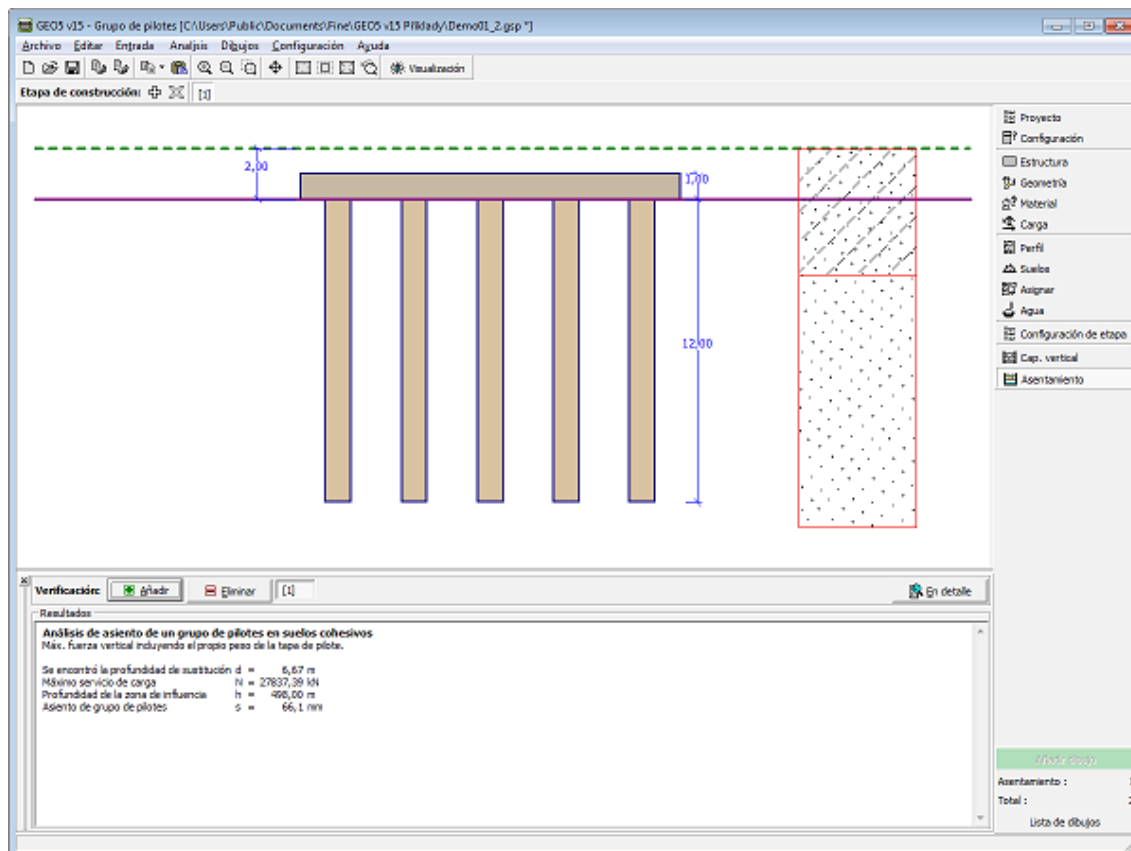 GEO5 v15 - Grupo de pilotes [C:\Users\Public\Documents\Fine\GEO5 v15 Příklady\Demo01_2.gsp *]
Archivo Editar Entrada Analsis Dibujos Configuración Ayuda
Visualización
Etapa de construcción: [1]
2,00
1,00
12,00
Proyecto
Configuración
Estructura
Geometría
Material
Carga
Perfil
Suelos
Asignar
Agua
Configuración de etapa
Cap. vertical
Asentamiento
Verificación: Añadir Eliminar [1] En detalle
Resultados
Análisis de asiento de un grupo de pilotes en suelos cohesivos
Máx. fuerza vertical incluyendo el propio peso de la tapa de pilote.
Se encontró la profundidad de sustitución d = 6,67 m
Máximo servicio de carga N = 27837,39 kN
Profundidad de la zona de influencia h = 498,00 m
Asiento de grupo de pilotes s = 66,1 mm
Añadir dibujo
Asentamiento :
Total :
Lista de dibujos